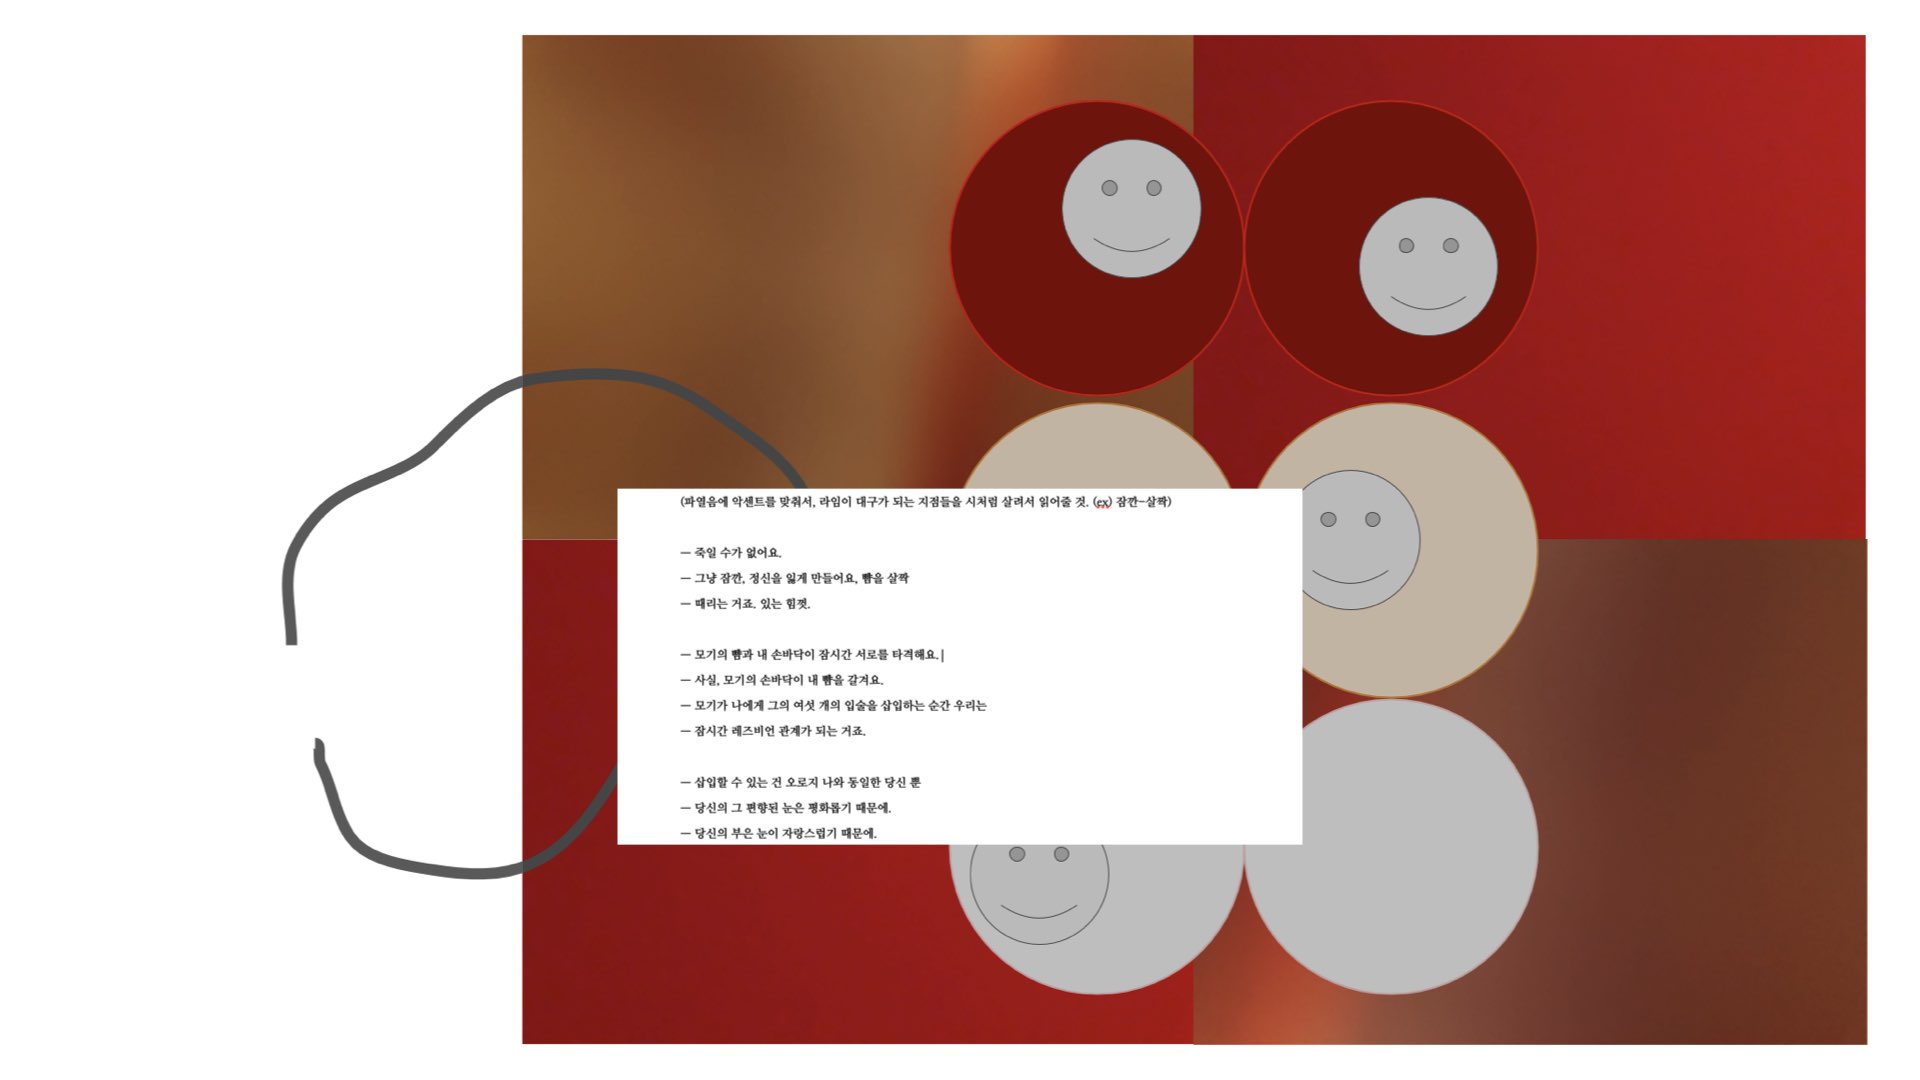 (파열음에 악센트를 맞춰서, 라임이 대구가 되는 지점들을 시처럼 살려서 읽어줄 것. (ex) 잠깐-살짝)
— 죽일 수가 없어요.
— 그냥 잠깐, 정신을 잃게 만들어요, 뺨을 살짝
— 때리는 거죠. 있는 힘껏.
— 모기의 뺨과 내 손바닥이 잠시간 서로를 타격해요.
— 사실, 모기의 손바닥이 내 뺨을 갈겨요.
— 모기가 나에게 그의 여섯 개의 입술을 삽입하는 순간 우리는
— 잠시간 레즈비언 관계가 되는 거죠.
— 삽입할 수 있는 건 오로지 나와 동일한 당신 뿐
— 당신의 그 편향된 눈은 평화롭기 때문에.
— 당신의 부은 눈이 자랑스럽기 때문에.